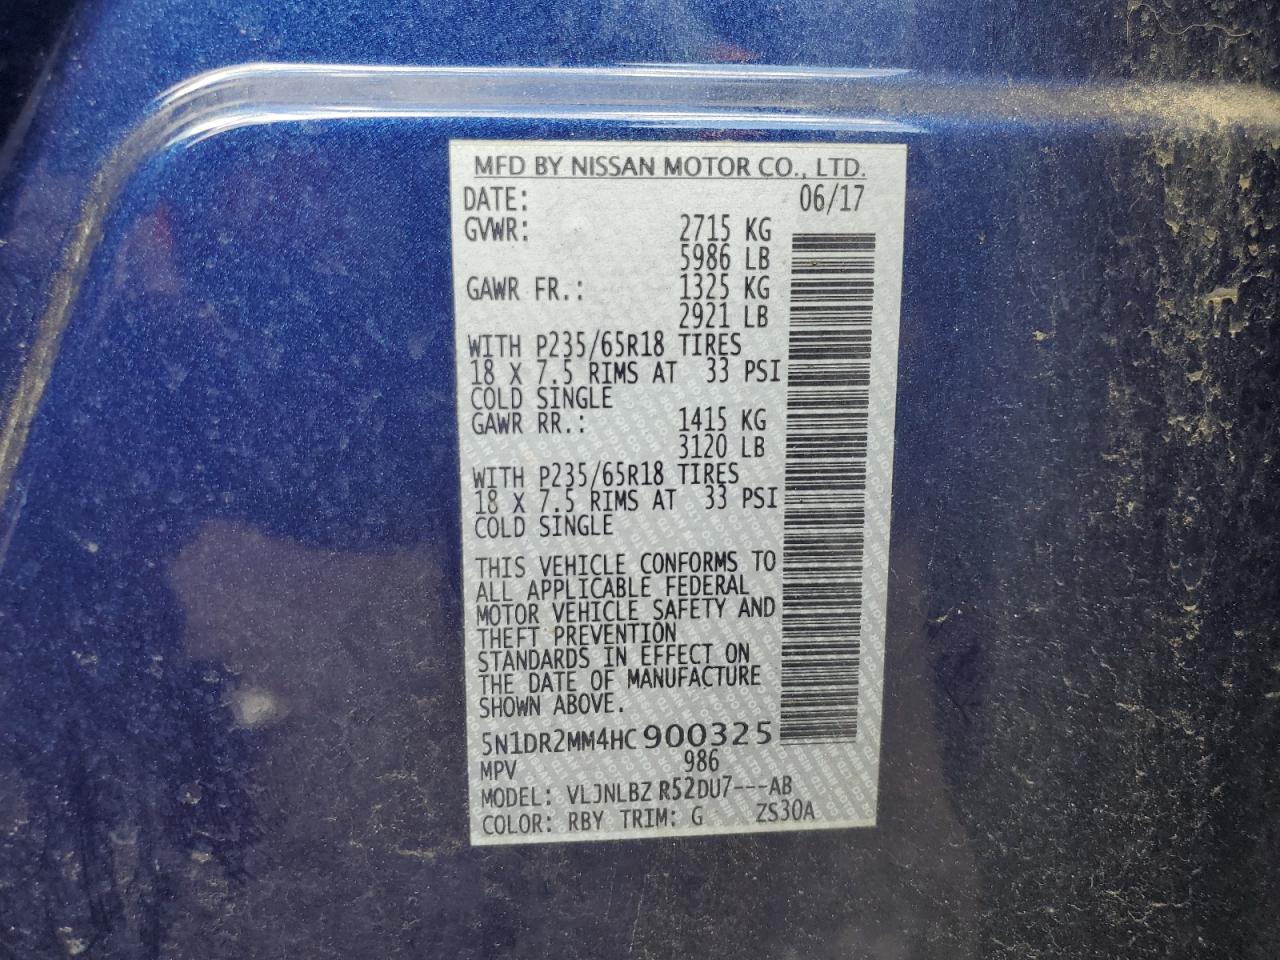 MFD BY NISSAN MOTOR CO., LTD.
DATE: 06/17
GVWR: 2715 KG
5986 LB
GAWR FR.: 1325 KG
2921 LB
WITH P235/65R18 TIRES
18 X 7.5 RIMS AT 33 PSI
COLD SINGLE
GAWR RR.: 1415 KG
3120 LB
WITH P235/65R18 TIRES
18 X 7.5 RIMS AT 33 PSI
COLD SINGLE
THIS VEHICLE CONFORMS TO
ALL APPLICABLE FEDERAL
MOTOR VEHICLE SAFETY AND
THEFT PREVENTION
STANDARDS IN EFFECT ON
THE DATE OF MANUFACTURE
SHOWN ABOVE.
5N1DR2MM4HC900325
MPV 986
MODEL: VLJNLBZ R52DU7---AB
COLOR: RBY TRIM: G ZS30A